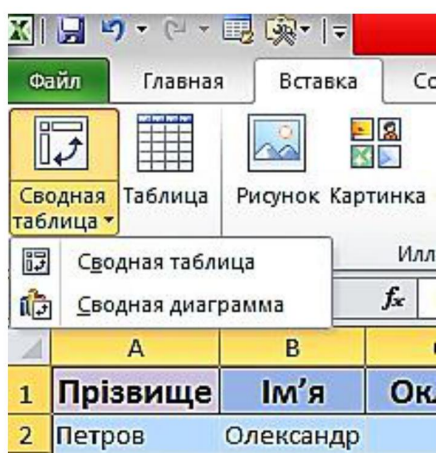 Файл Главная Вставка
Сводная таблица Таблица Рисунок Картинка
Сводная таблица
Сводная диаграмма
fx
A B
1 Прізвище Ім’я
2 Петров Олександр